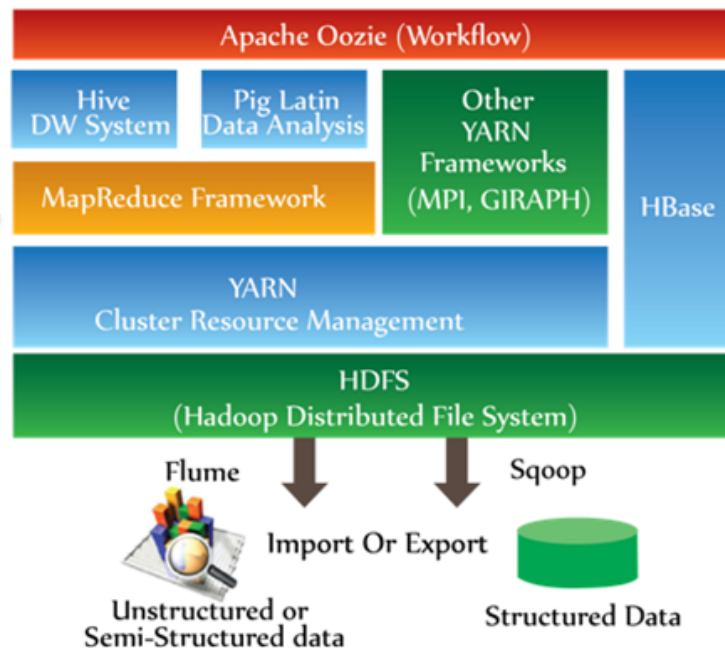 Apache Oozie (Workflow)
Hive
DW System
Pig Latin
Data Analysis
Other
YARN
Frameworks
(MPI, GIRAPH)
HBase
MapReduce Framework
YARN
Cluster Resource Management
HDFS
(Hadoop Distributed File System)
Flume
Sqoop
Import Or Export
Unstructured or
Semi-Structured data
Structured Data